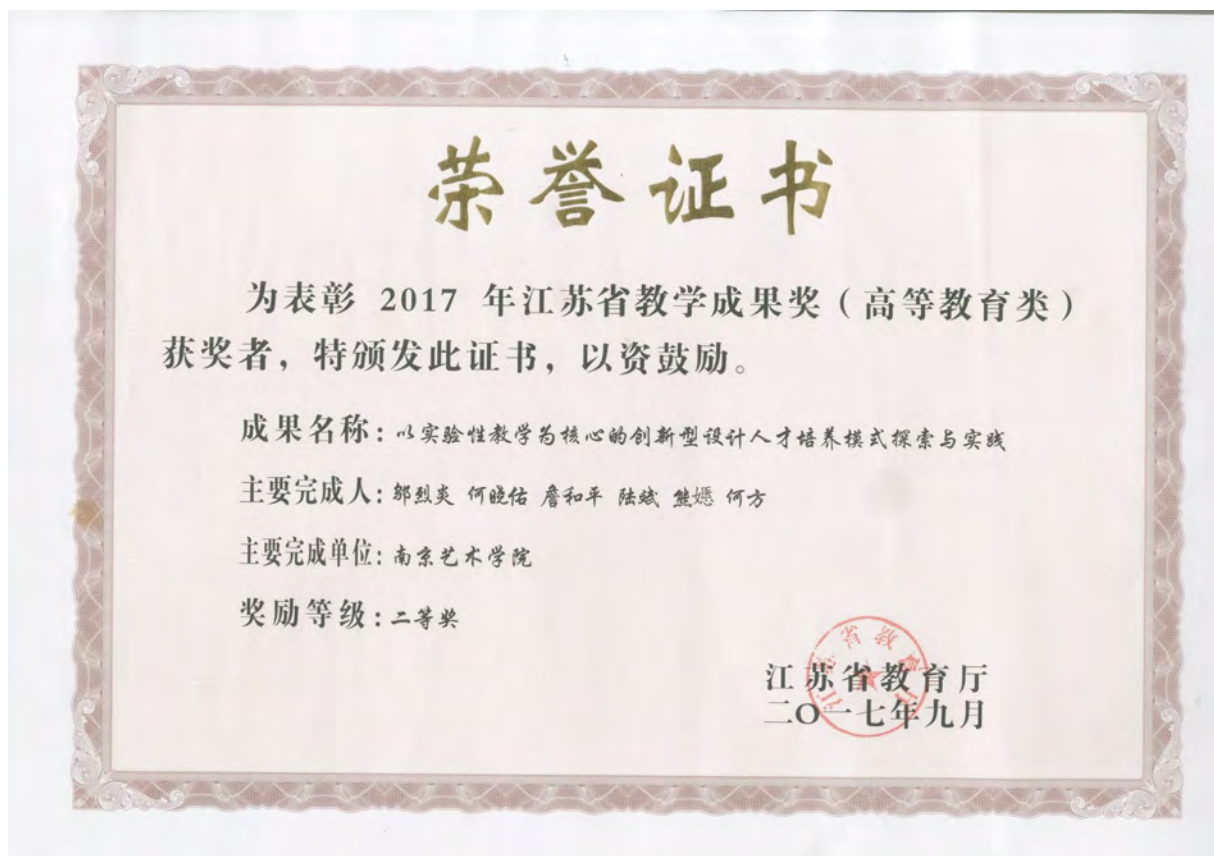 荣誉证书
为表彰 2017 年江苏省教学成果奖（高等教育类）
获奖者，特颁发此证书，以资鼓励。
成果名称：以实验性教学为核心的创新型设计人才培养模式探索与实践
主要完成人：邬烈炎 何晓佑 詹和平 陆斌 熊嫕 何方
主要完成单位：南京艺术学院
奖励等级：二等奖
江苏省教育厅
江苏省教育厅
二〇一七年九月